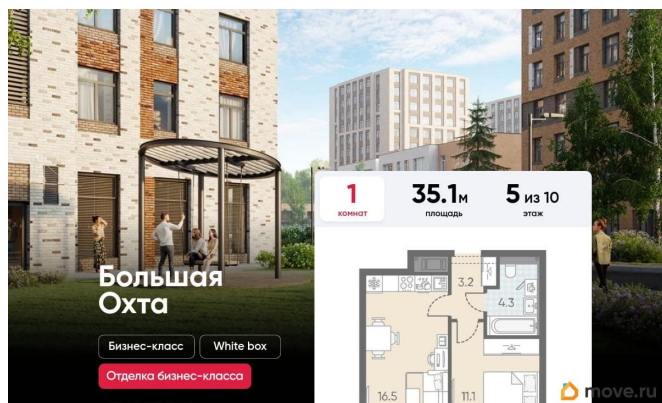 1
комнат
35.1м
площадь
5 из 10
этаж
Большая
Охта
Бизнес-класс
White box
Отделка бизнес-класса
3.2
4.3
16.5
11.1
move.ru